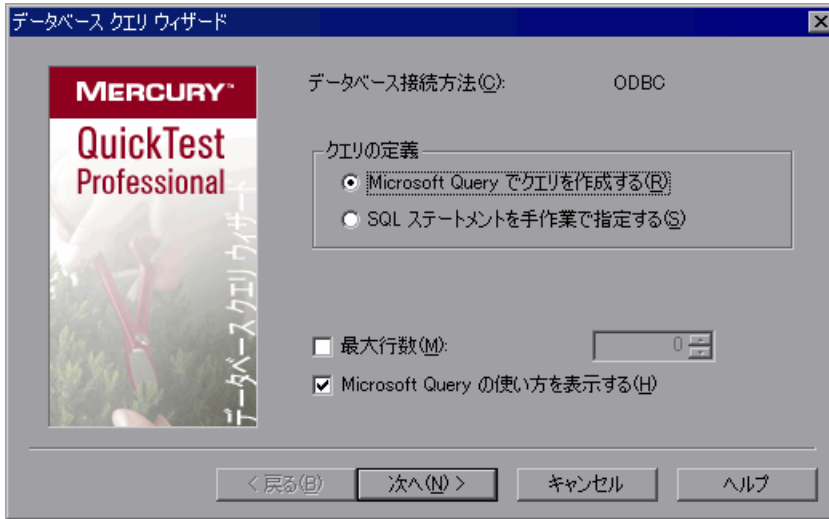 データベース クエリ ウィザード
MERCURY™
QuickTest
Professional
データベースクエリ ウィザード
データベース接続方法(C): ODBC
クエリの定義
Microsoft Query でクエリを作成する(R)
SQL ステートメントを手作業で指定する(S)
最大行数(M): 0
Microsoft Query の使い方を表示する(H)
< 戻る(B) 次へ(N) > キャンセル ヘルプ